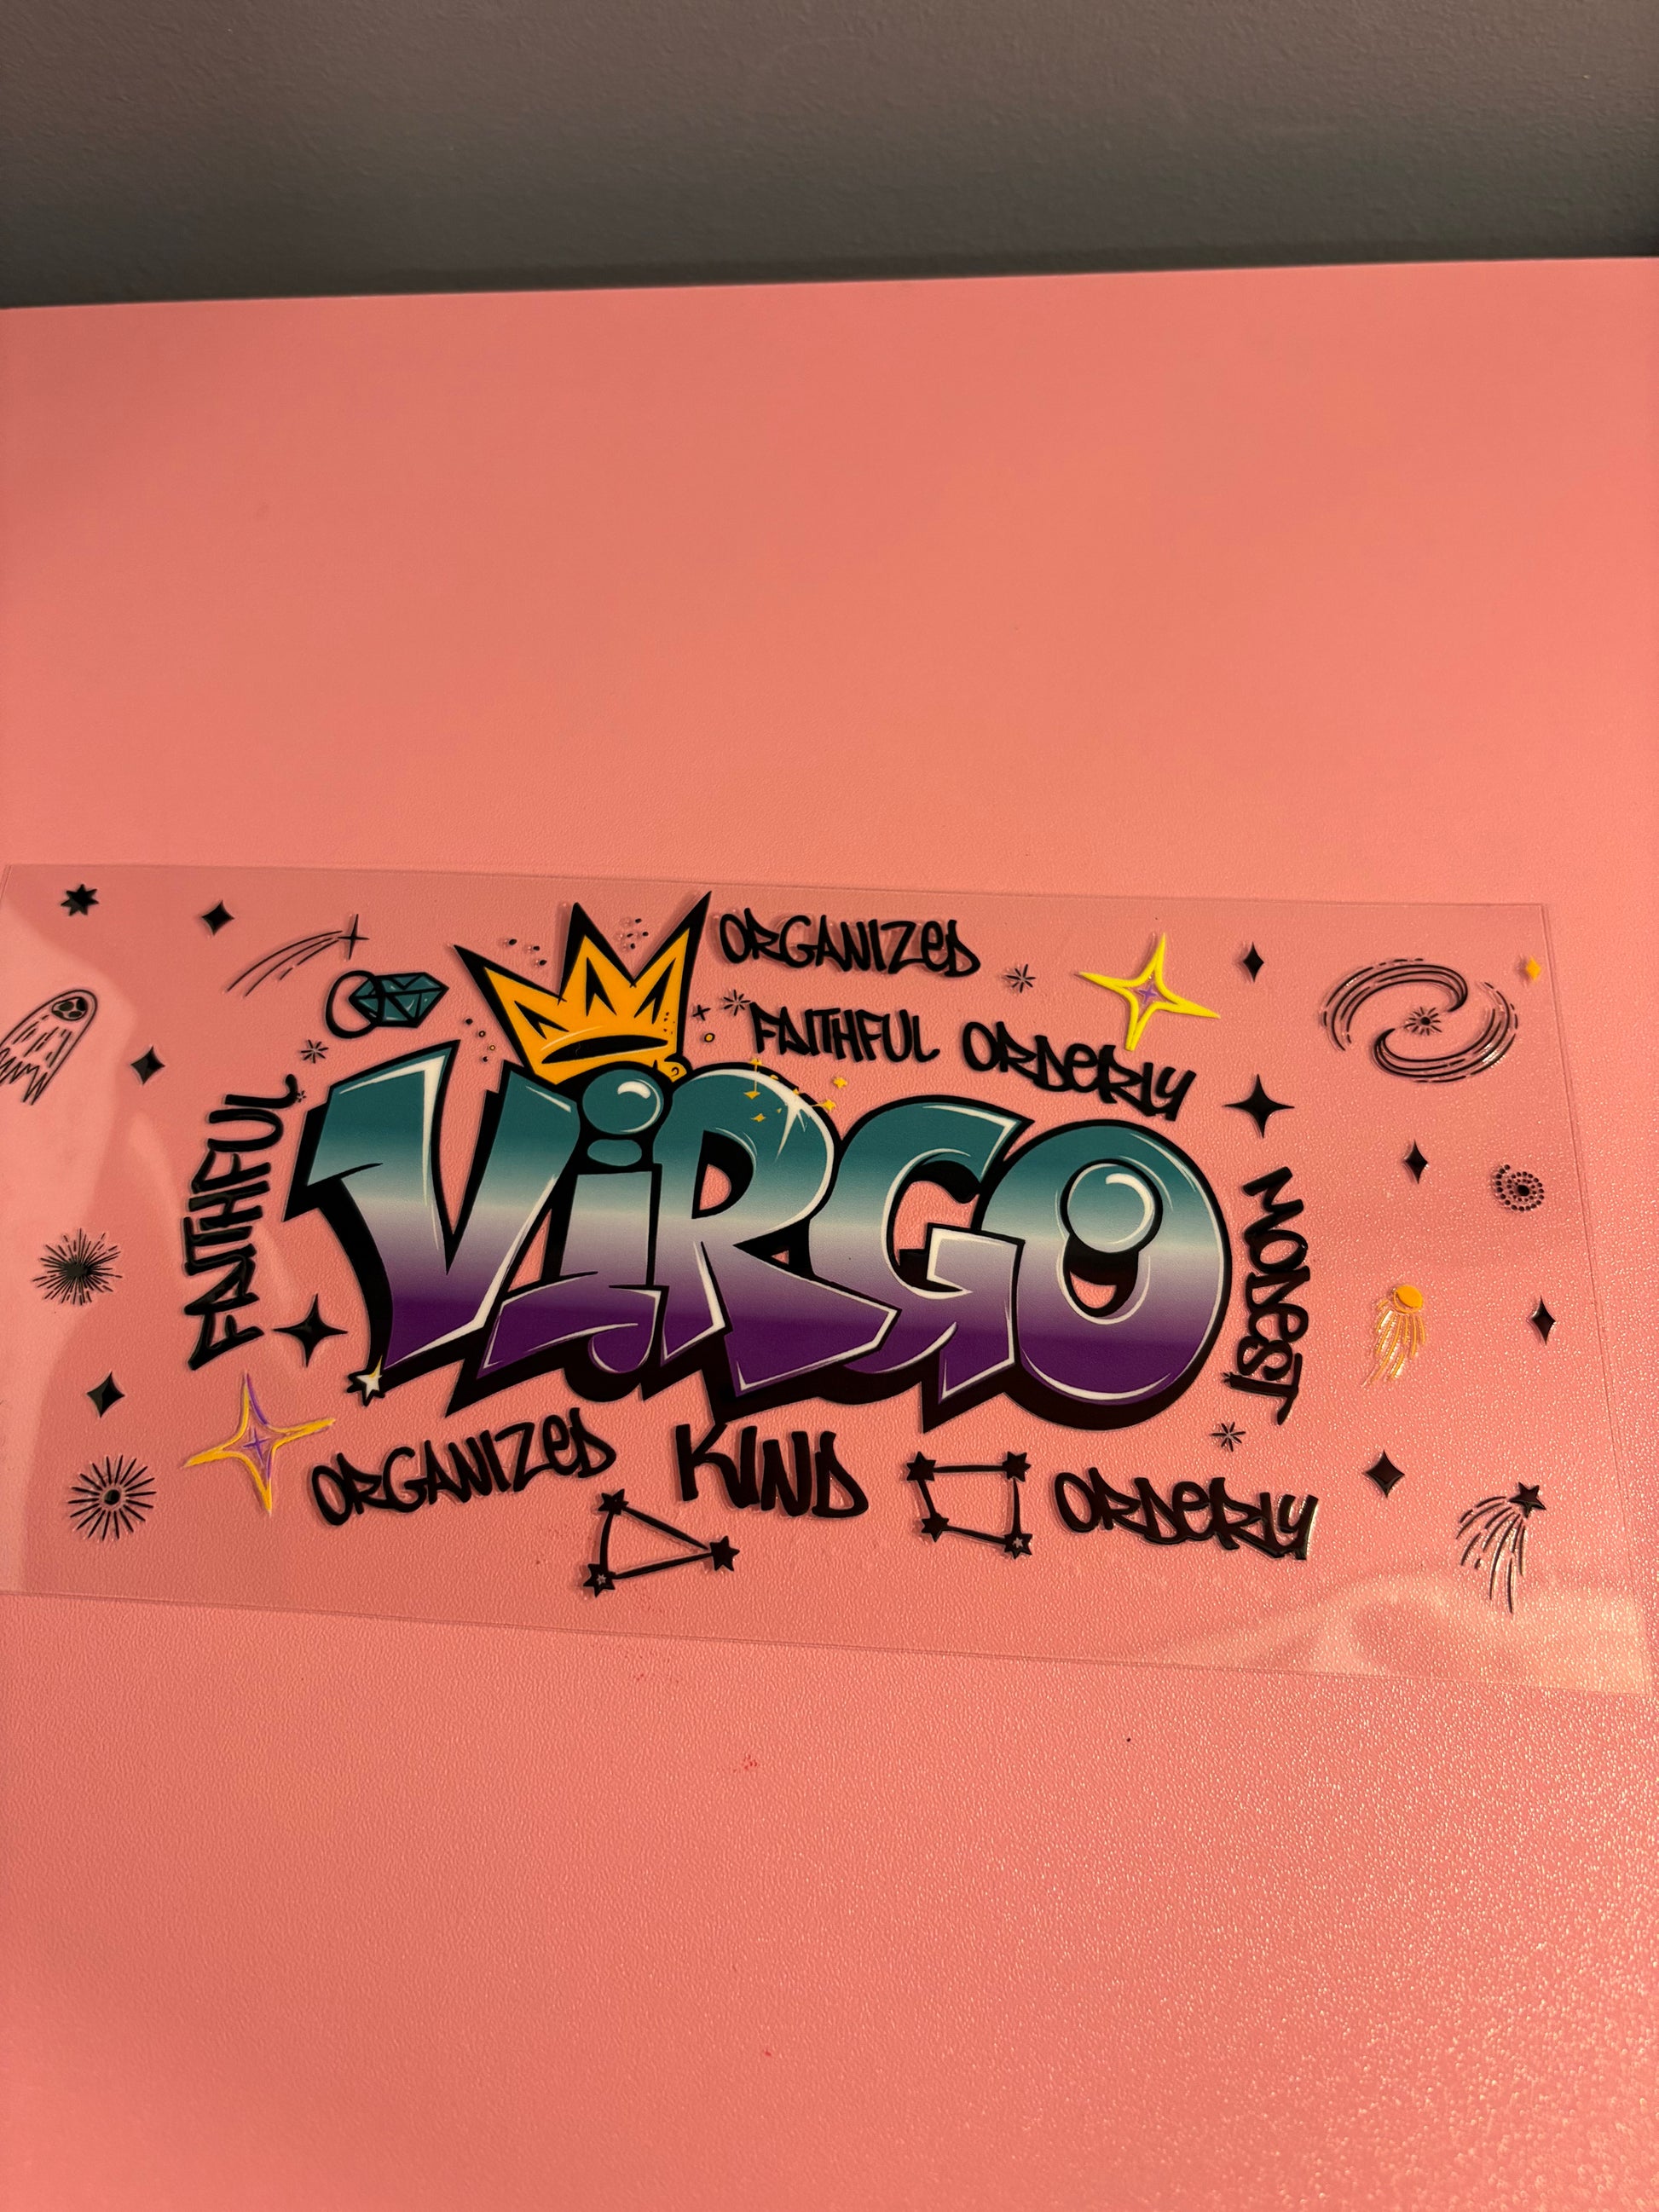 ORGANIZED
FAITHFUL ORDERLY
FAITHFUL
ViRGO
MODEST
ORGANIZED KIND ORDERLY